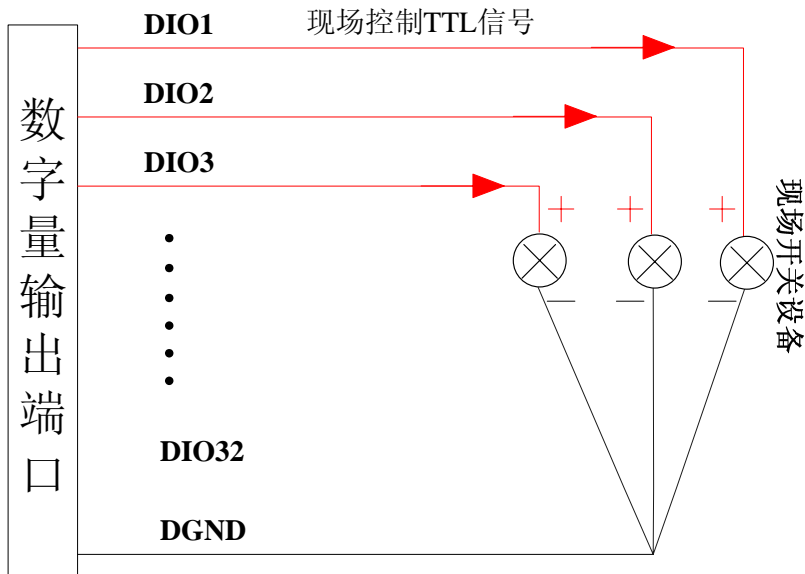 DIO1
现场控制TTL信号
DIO2
DIO3
DIO32
DGND
数字量输出端口
+
+
+
现场开关设备